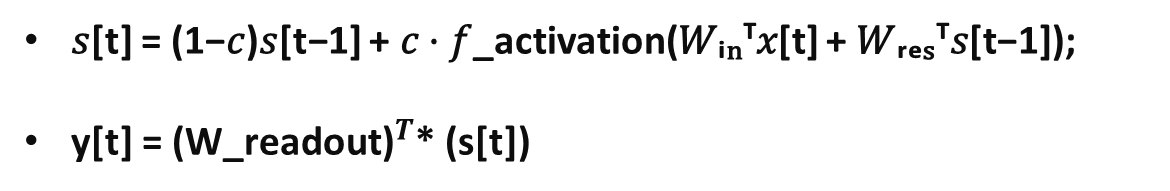 • s[t] = (1−c)s[t−1] + c · f_activation(Wᵢₙᵀx[t] + Wᵣₑₛᵀs[t−1]);
• y[t] = (W_readout)ᵀ* (s[t])